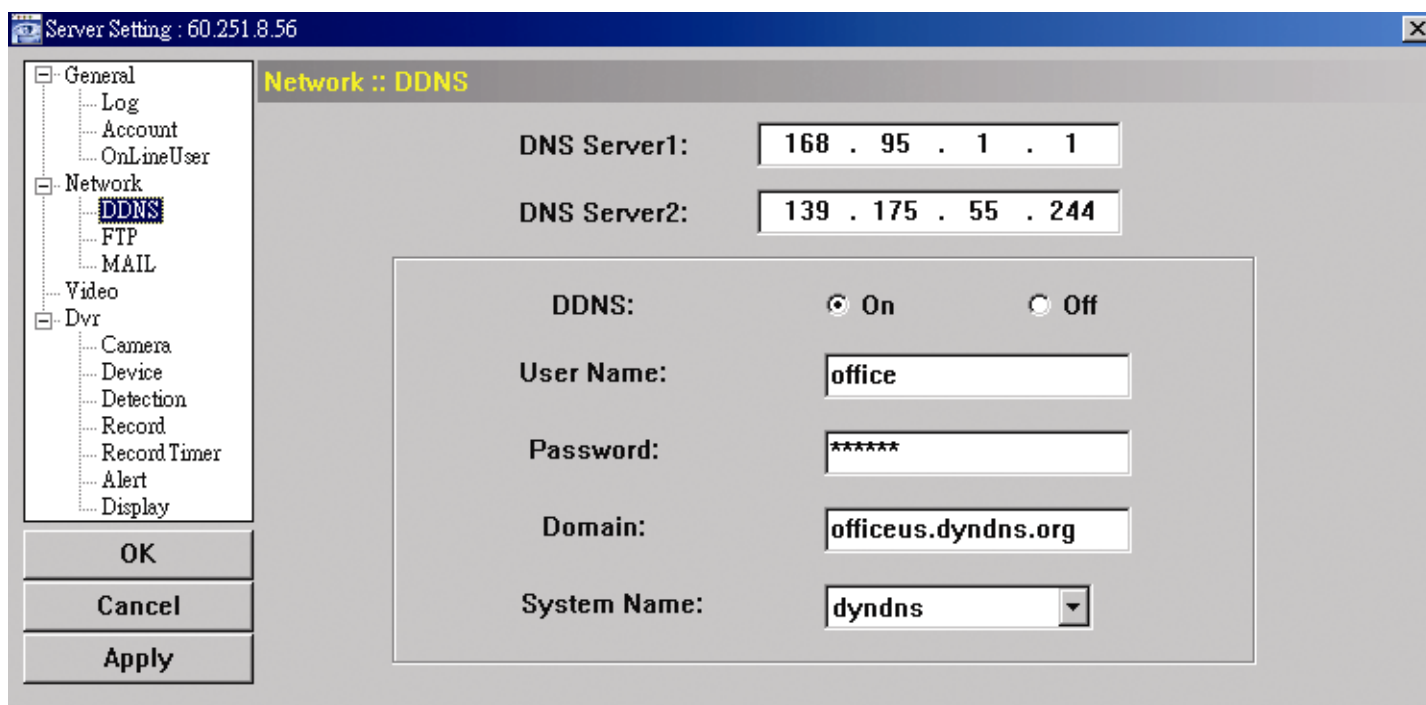 Server Setting : 60.251.8.56
General
Log
Account
OnLineUser
Network
DDNS
FTP
MAIL
Video
Dvr
Camera
Device
Detection
Record
Record Timer
Alert
Display
OK
Cancel
Apply
Network :: DDNS
DNS Server1: 168 . 95 . 1 . 1
DNS Server2: 139 . 175 . 55 . 244
DDNS: On Off
User Name: office
Password: ******
Domain: officeus.dyndns.org
System Name: dyndns